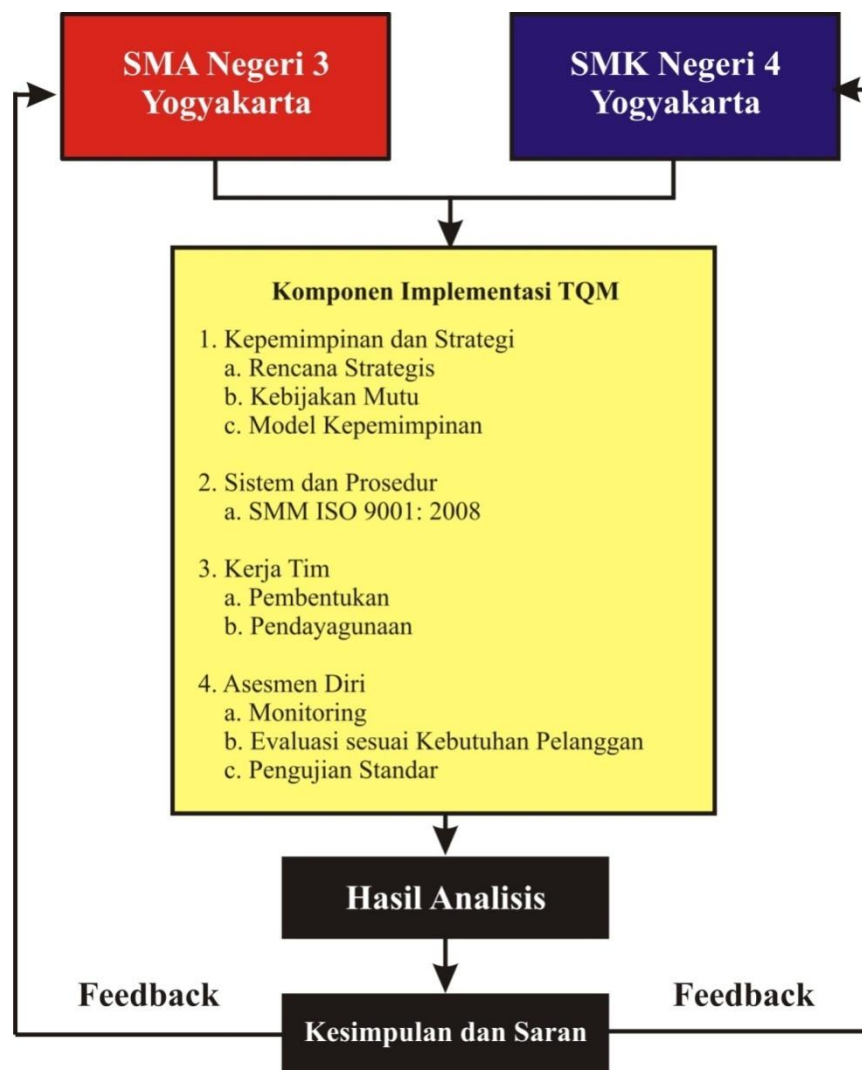 SMA Negeri 3
Yogyakarta
SMK Negeri 4
Yogyakarta
Komponen Implementasi TQM
1. Kepemimpinan dan Strategi
a. Rencana Strategis
b. Kebijakan Mutu
c. Model Kepemimpinan
2. Sistem dan Prosedur
a. SMM ISO 9001: 2008
3. Kerja Tim
a. Pembentukan
b. Pendayagunaan
4. Asesmen Diri
a. Monitoring
b. Evaluasi sesuai Kebutuhan Pelanggan
c. Pengujian Standar
Hasil Analisis
Feedback
Feedback
Kesimpulan dan Saran